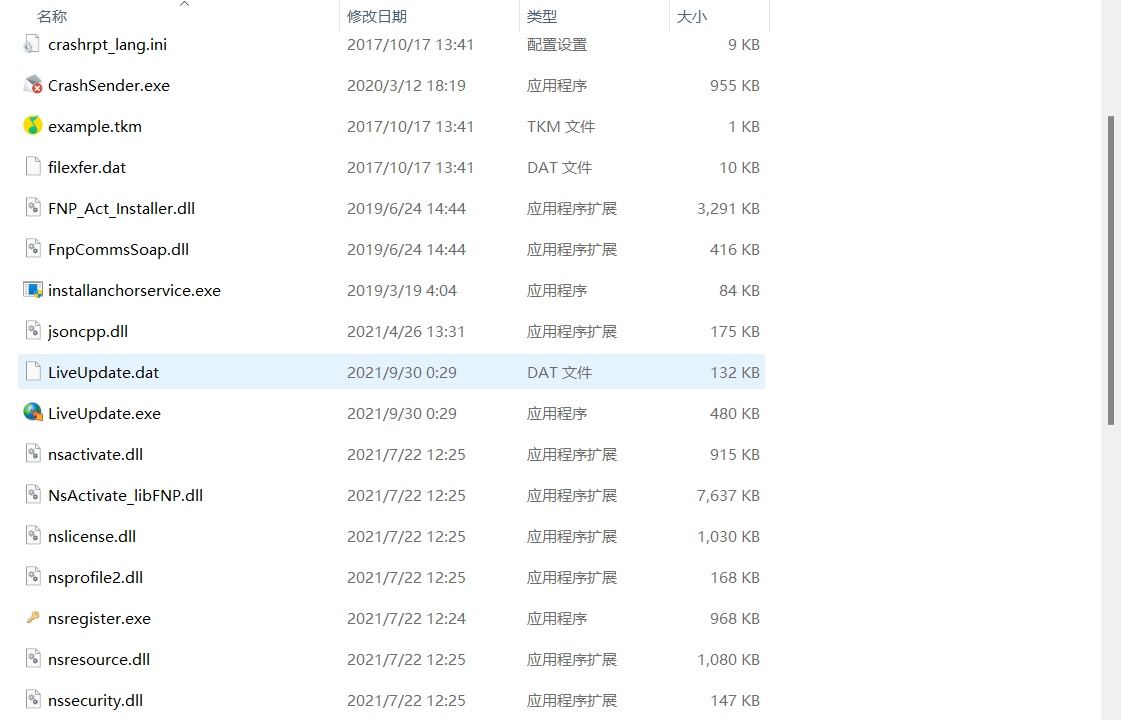 名称 修改日期 类型 大小
crashrpt_lang.ini 2017/10/17 13:41 配置设置 9 KB
CrashSender.exe 2020/3/12 18:19 应用程序 955 KB
example.tkm 2017/10/17 13:41 TKM 文件 1 KB
filexfer.dat 2017/10/17 13:41 DAT 文件 10 KB
FNP_Act_Installer.dll 2019/6/24 14:44 应用程序扩展 3,291 KB
FnpCommsSoap.dll 2019/6/24 14:44 应用程序扩展 416 KB
installanchorservice.exe 2019/3/19 4:04 应用程序 84 KB
jsoncpp.dll 2021/4/26 13:31 应用程序扩展 175 KB
LiveUpdate.dat 2021/9/30 0:29 DAT 文件 132 KB
LiveUpdate.exe 2021/9/30 0:29 应用程序 480 KB
nsactivate.dll 2021/7/22 12:25 应用程序扩展 915 KB
NsActivate_libFNP.dll 2021/7/22 12:25 应用程序扩展 7,637 KB
nslicense.dll 2021/7/22 12:25 应用程序扩展 1,030 KB
nsprofile2.dll 2021/7/22 12:25 应用程序扩展 168 KB
nsregister.exe 2021/7/22 12:24 应用程序 968 KB
nsresource.dll 2021/7/22 12:25 应用程序扩展 1,080 KB
nssecurity.dll 2021/7/22 12:25 应用程序扩展 147 KB